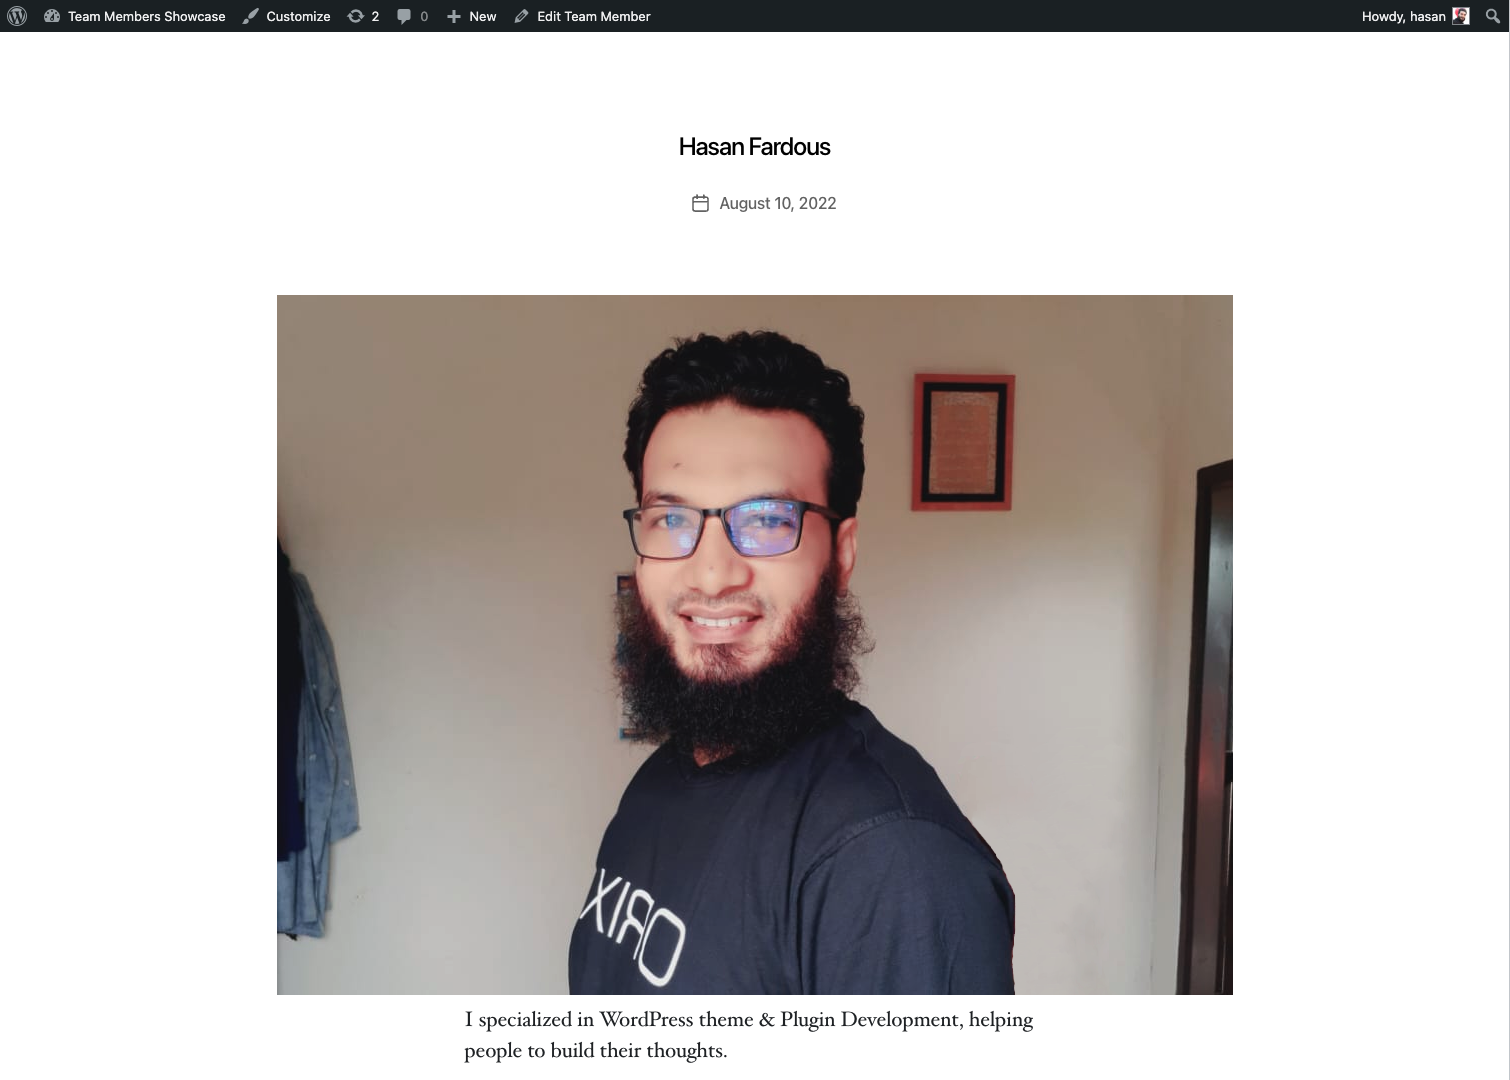 Team Members Showcase Customize 2 0 New Edit Team Member Howdy, hasan
Hasan Fardous
August 10, 2022
I specialized in WordPress theme & Plugin Development, helping
people to build their thoughts.